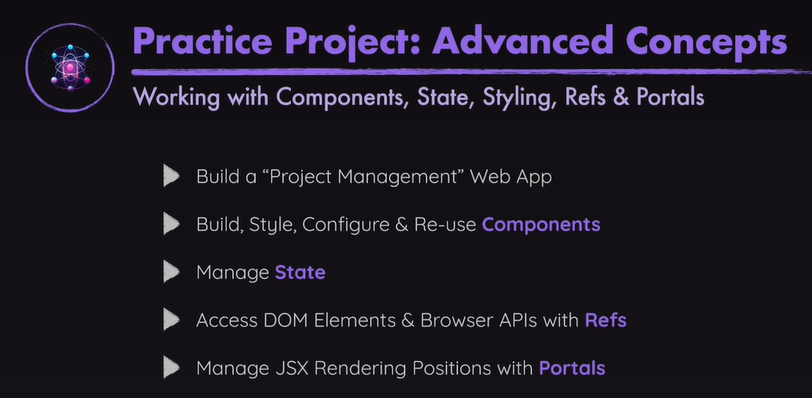 Practice Project: Advanced Concepts
Working with Components, State, Styling, Refs & Portals
Build a “Project Management” Web App
Build, Style, Configure & Re-use Components
Manage State
Access DOM Elements & Browser APIs with Refs
Manage JSX Rendering Positions with Portals